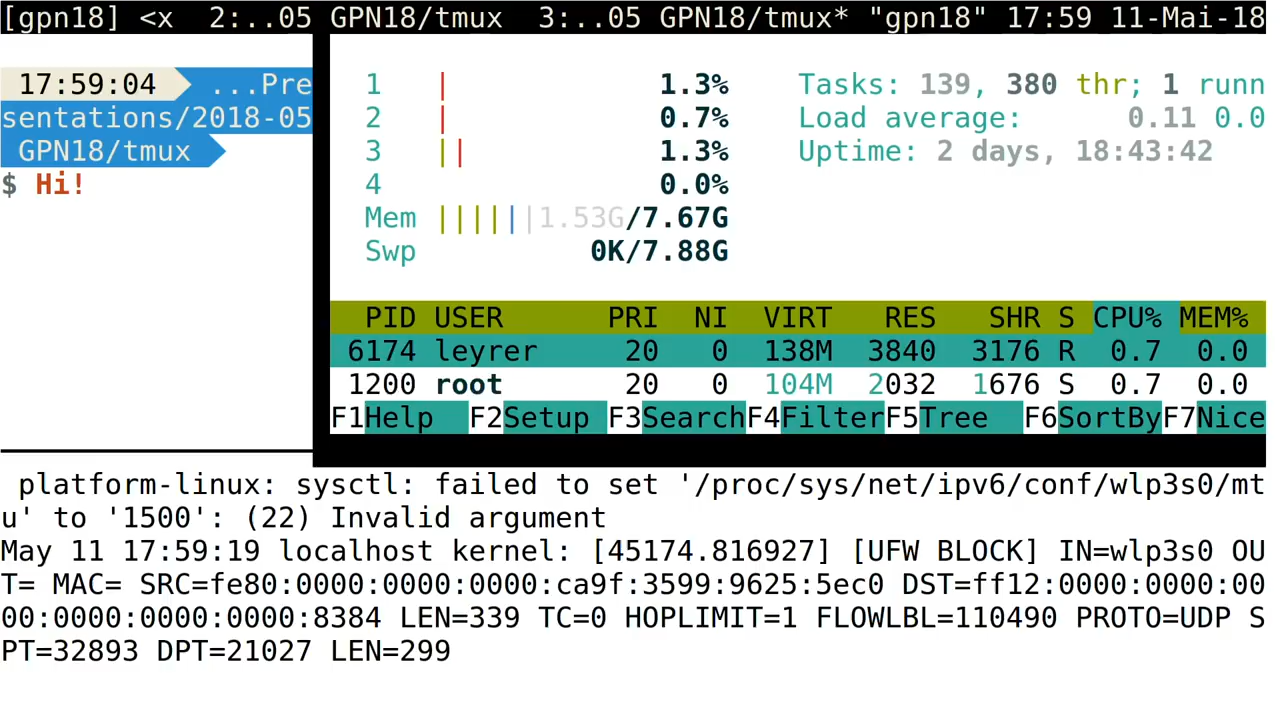 [gpn18] <x  2:..05 GPN18/tmux  3:..05 GPN18/tmux* "gpn18" 17:59 11-Mai-18
17:59:04 ...Pre
sentations/2018-05
GPN18/tmux
$ Hi!
1 | 1.3%
2 | 0.7%
3 || 1.3%
4 0.0%
Mem ||||||1.53G/7.67G
Swp 0K/7.88G
Tasks: 139, 380 thr; 1 runn
Load average: 0.11 0.0
Uptime: 2 days, 18:43:42
PID USER PRI NI VIRT RES SHR S CPU% MEM%
6174 leyrer 20 0 138M 3840 3176 R 0.7 0.0
1200 root 20 0 104M 2032 1676 S 0.7 0.0
F1Help F2Setup F3SearchF4FilterF5Tree F6SortByF7Nice
platform-linux: sysctl: failed to set '/proc/sys/net/ipv6/conf/wlp3s0/mt
u' to '1500': (22) Invalid argument
May 11 17:59:19 localhost kernel: [45174.816927] [UFW BLOCK] IN=wlp3s0 OU
T= MAC= SRC=fe80:0000:0000:0000:ca9f:3599:9625:5ec0 DST=ff12:0000:0000:00
00:0000:0000:0000:8384 LEN=339 TC=0 HOPLIMIT=1 FLOWLBL=110490 PROTO=UDP S
PT=32893 DPT=21027 LEN=299